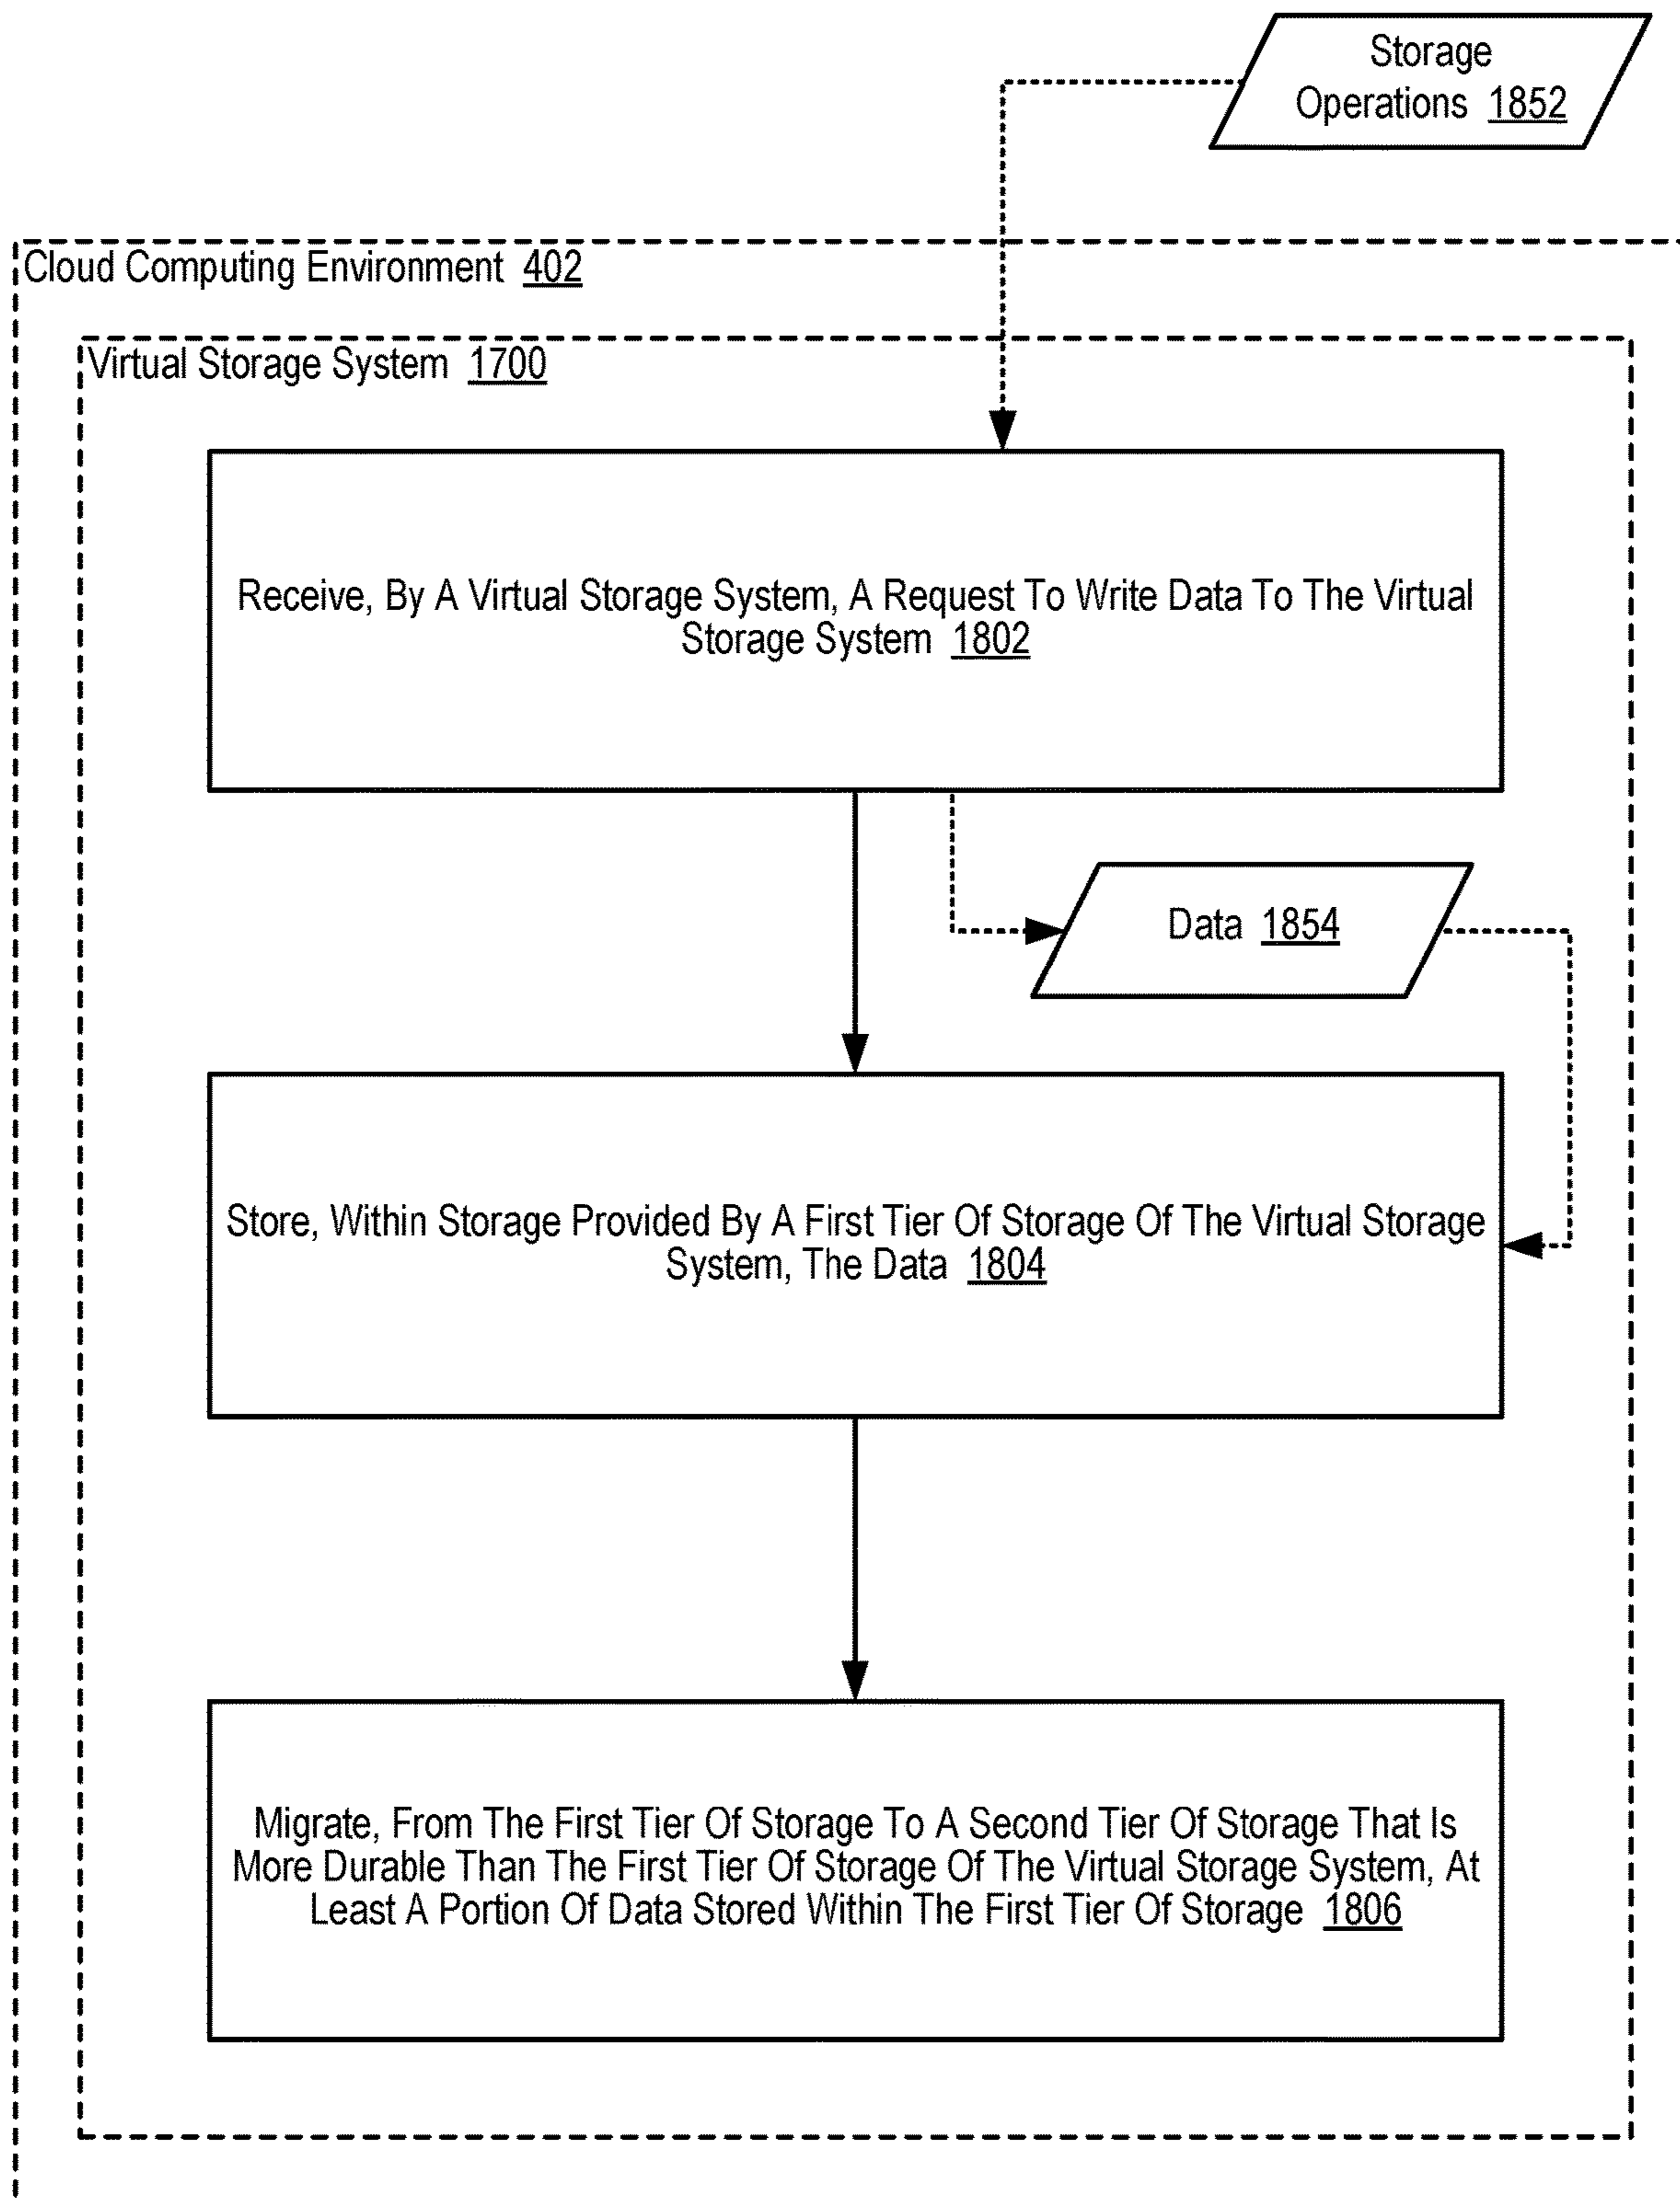 Storage
Operations 1852
Cloud Computing Environment 402
Virtual Storage System 1700
Receive, By A Virtual Storage System, A Request To Write Data To The Virtual
Storage System 1802
Data 1854
Store, Within Storage Provided By A First Tier Of Storage Of The Virtual Storage
System, The Data 1804
Migrate, From The First Tier Of Storage To A Second Tier Of Storage That Is
More Durable Than The First Tier Of Storage Of The Virtual Storage System, At
Least A Portion Of Data Stored Within The First Tier Of Storage 1806